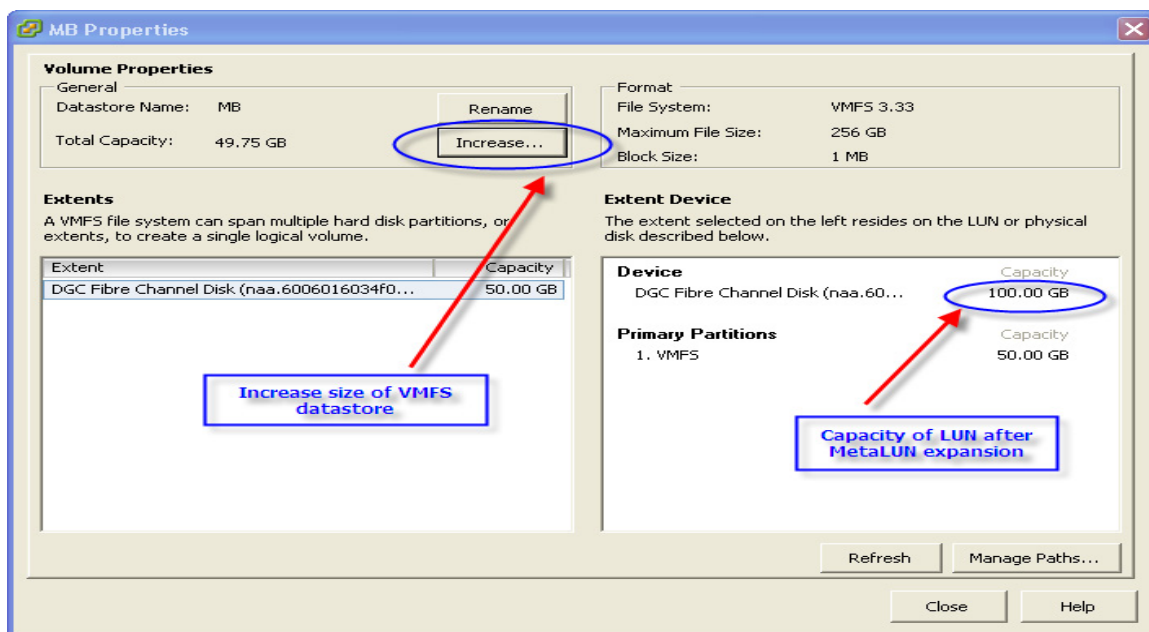 MB Properties
Volume Properties
General
Datastore Name: MB
Rename
Total Capacity: 49.75 GB
Increase...
Format
File System: VMFS 3.33
Maximum File Size: 256 GB
Block Size: 1 MB
Extents
A VMFS file system can span multiple hard disk partitions, or
extents, to create a single logical volume.
Extent Capacity
DGC Fibre Channel Disk (naa.6006016034f0... 50.00 GB
Increase size of VMFS
datastore
Extent Device
The extent selected on the left resides on the LUN or physical
disk described below.
Device Capacity
DGC Fibre Channel Disk (naa.60... 100.00 GB
Primary Partitions Capacity
1. VMFS 50.00 GB
Capacity of LUN after
MetaLUN expansion
Refresh Manage Paths...
Close Help